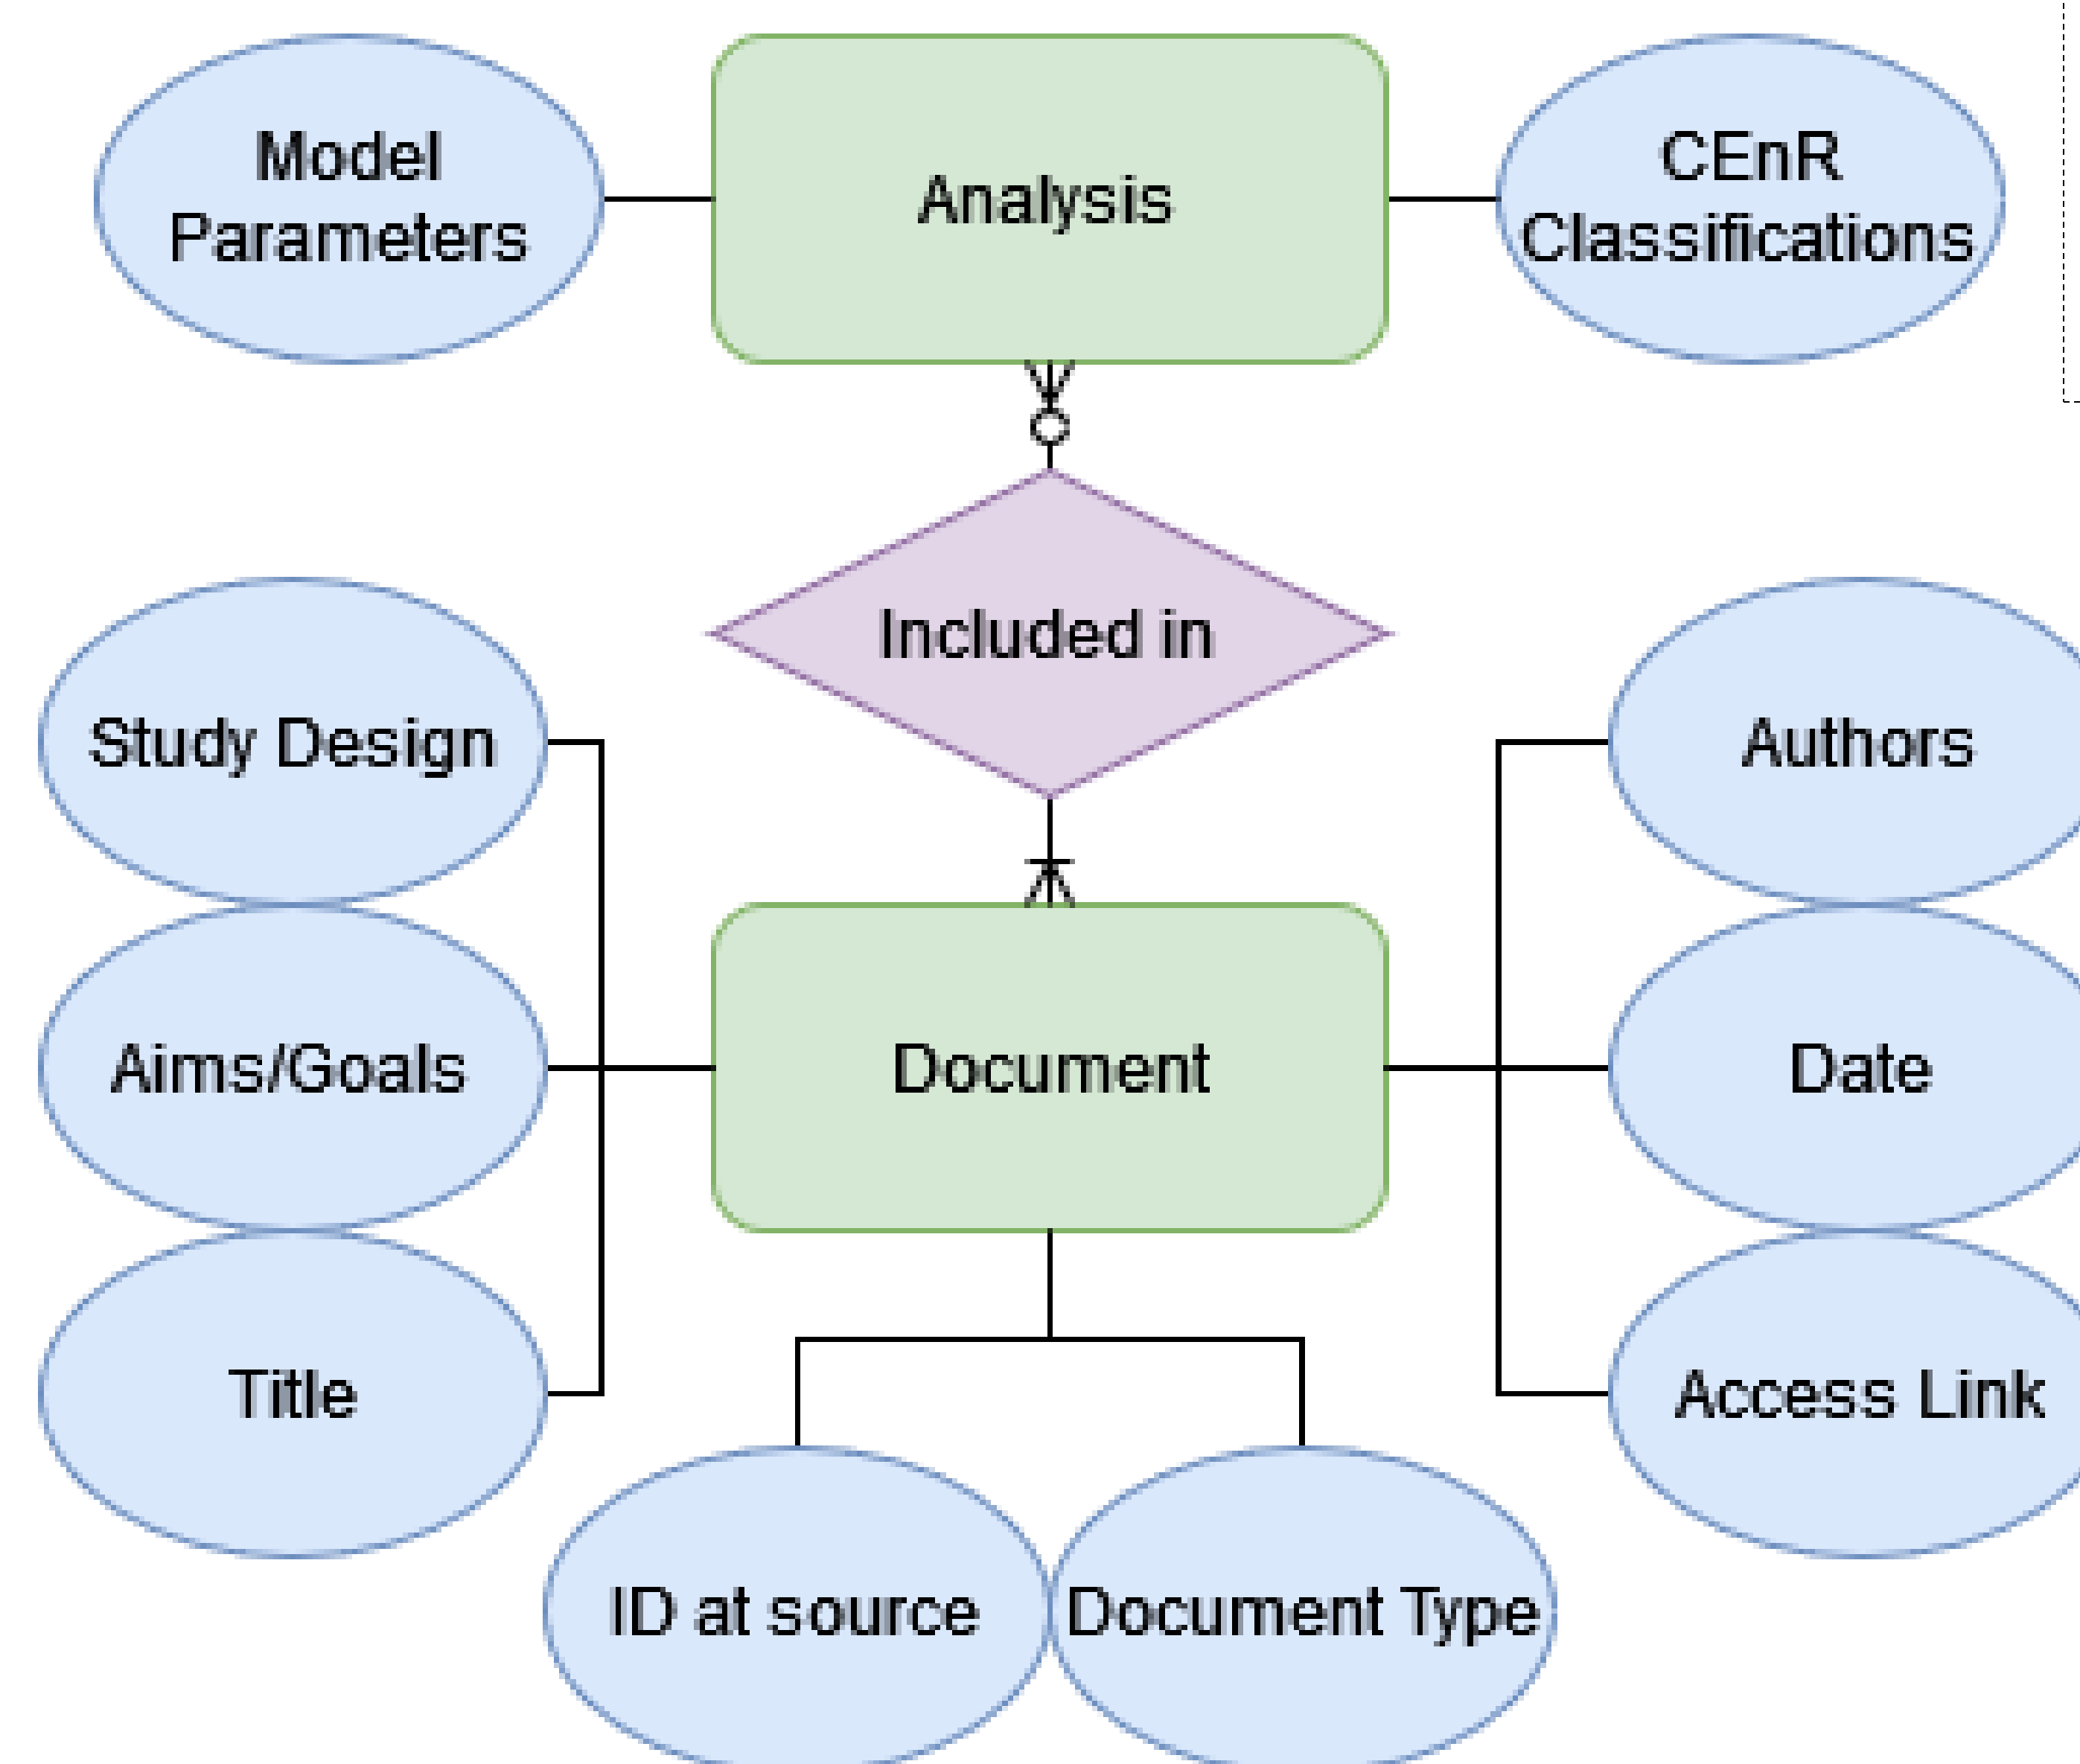 Model
Parameters
Analysis
CEnR
Classifications
Included in
Study Design
Authors
Aims/Goals
Document
Date
Title
Access Link
ID at source
Document Type